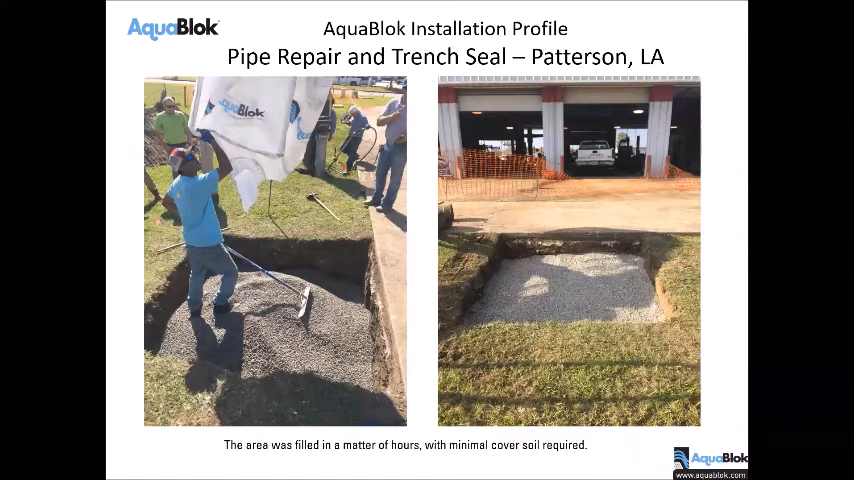 AquaBlok
AquaBlok Installation Profile
Pipe Repair and Trench Seal – Patterson, LA
AquaBlok
The area was filled in a matter of hours, with minimal cover soil required.
AquaBlok
www.aquablok.com